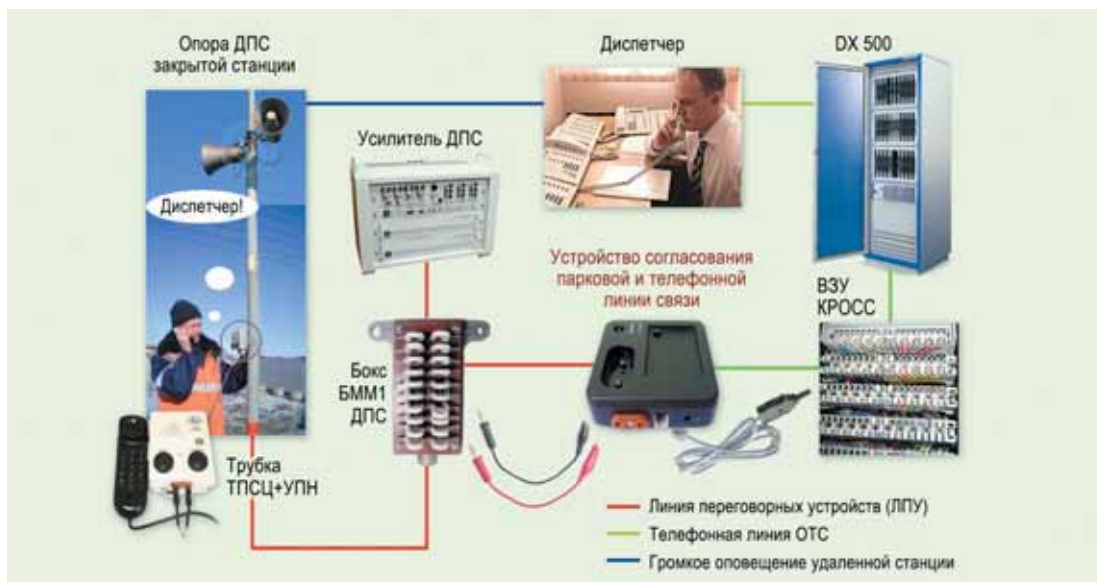 Опора ДПС
закрытой станции
Диспетчер
DX 500
Усилитель ДПС
Диспетчер!
Устройство согласования
парковой и телефонной
линии связи
ВЗУ
КРОСС
Бокс
БММ1
ДПС
Трубка
ТПСЦ+УПН
Линия переговорных устройств (ЛПУ)
Телефонная линия ОТС
Громкое оповещение удаленной станции